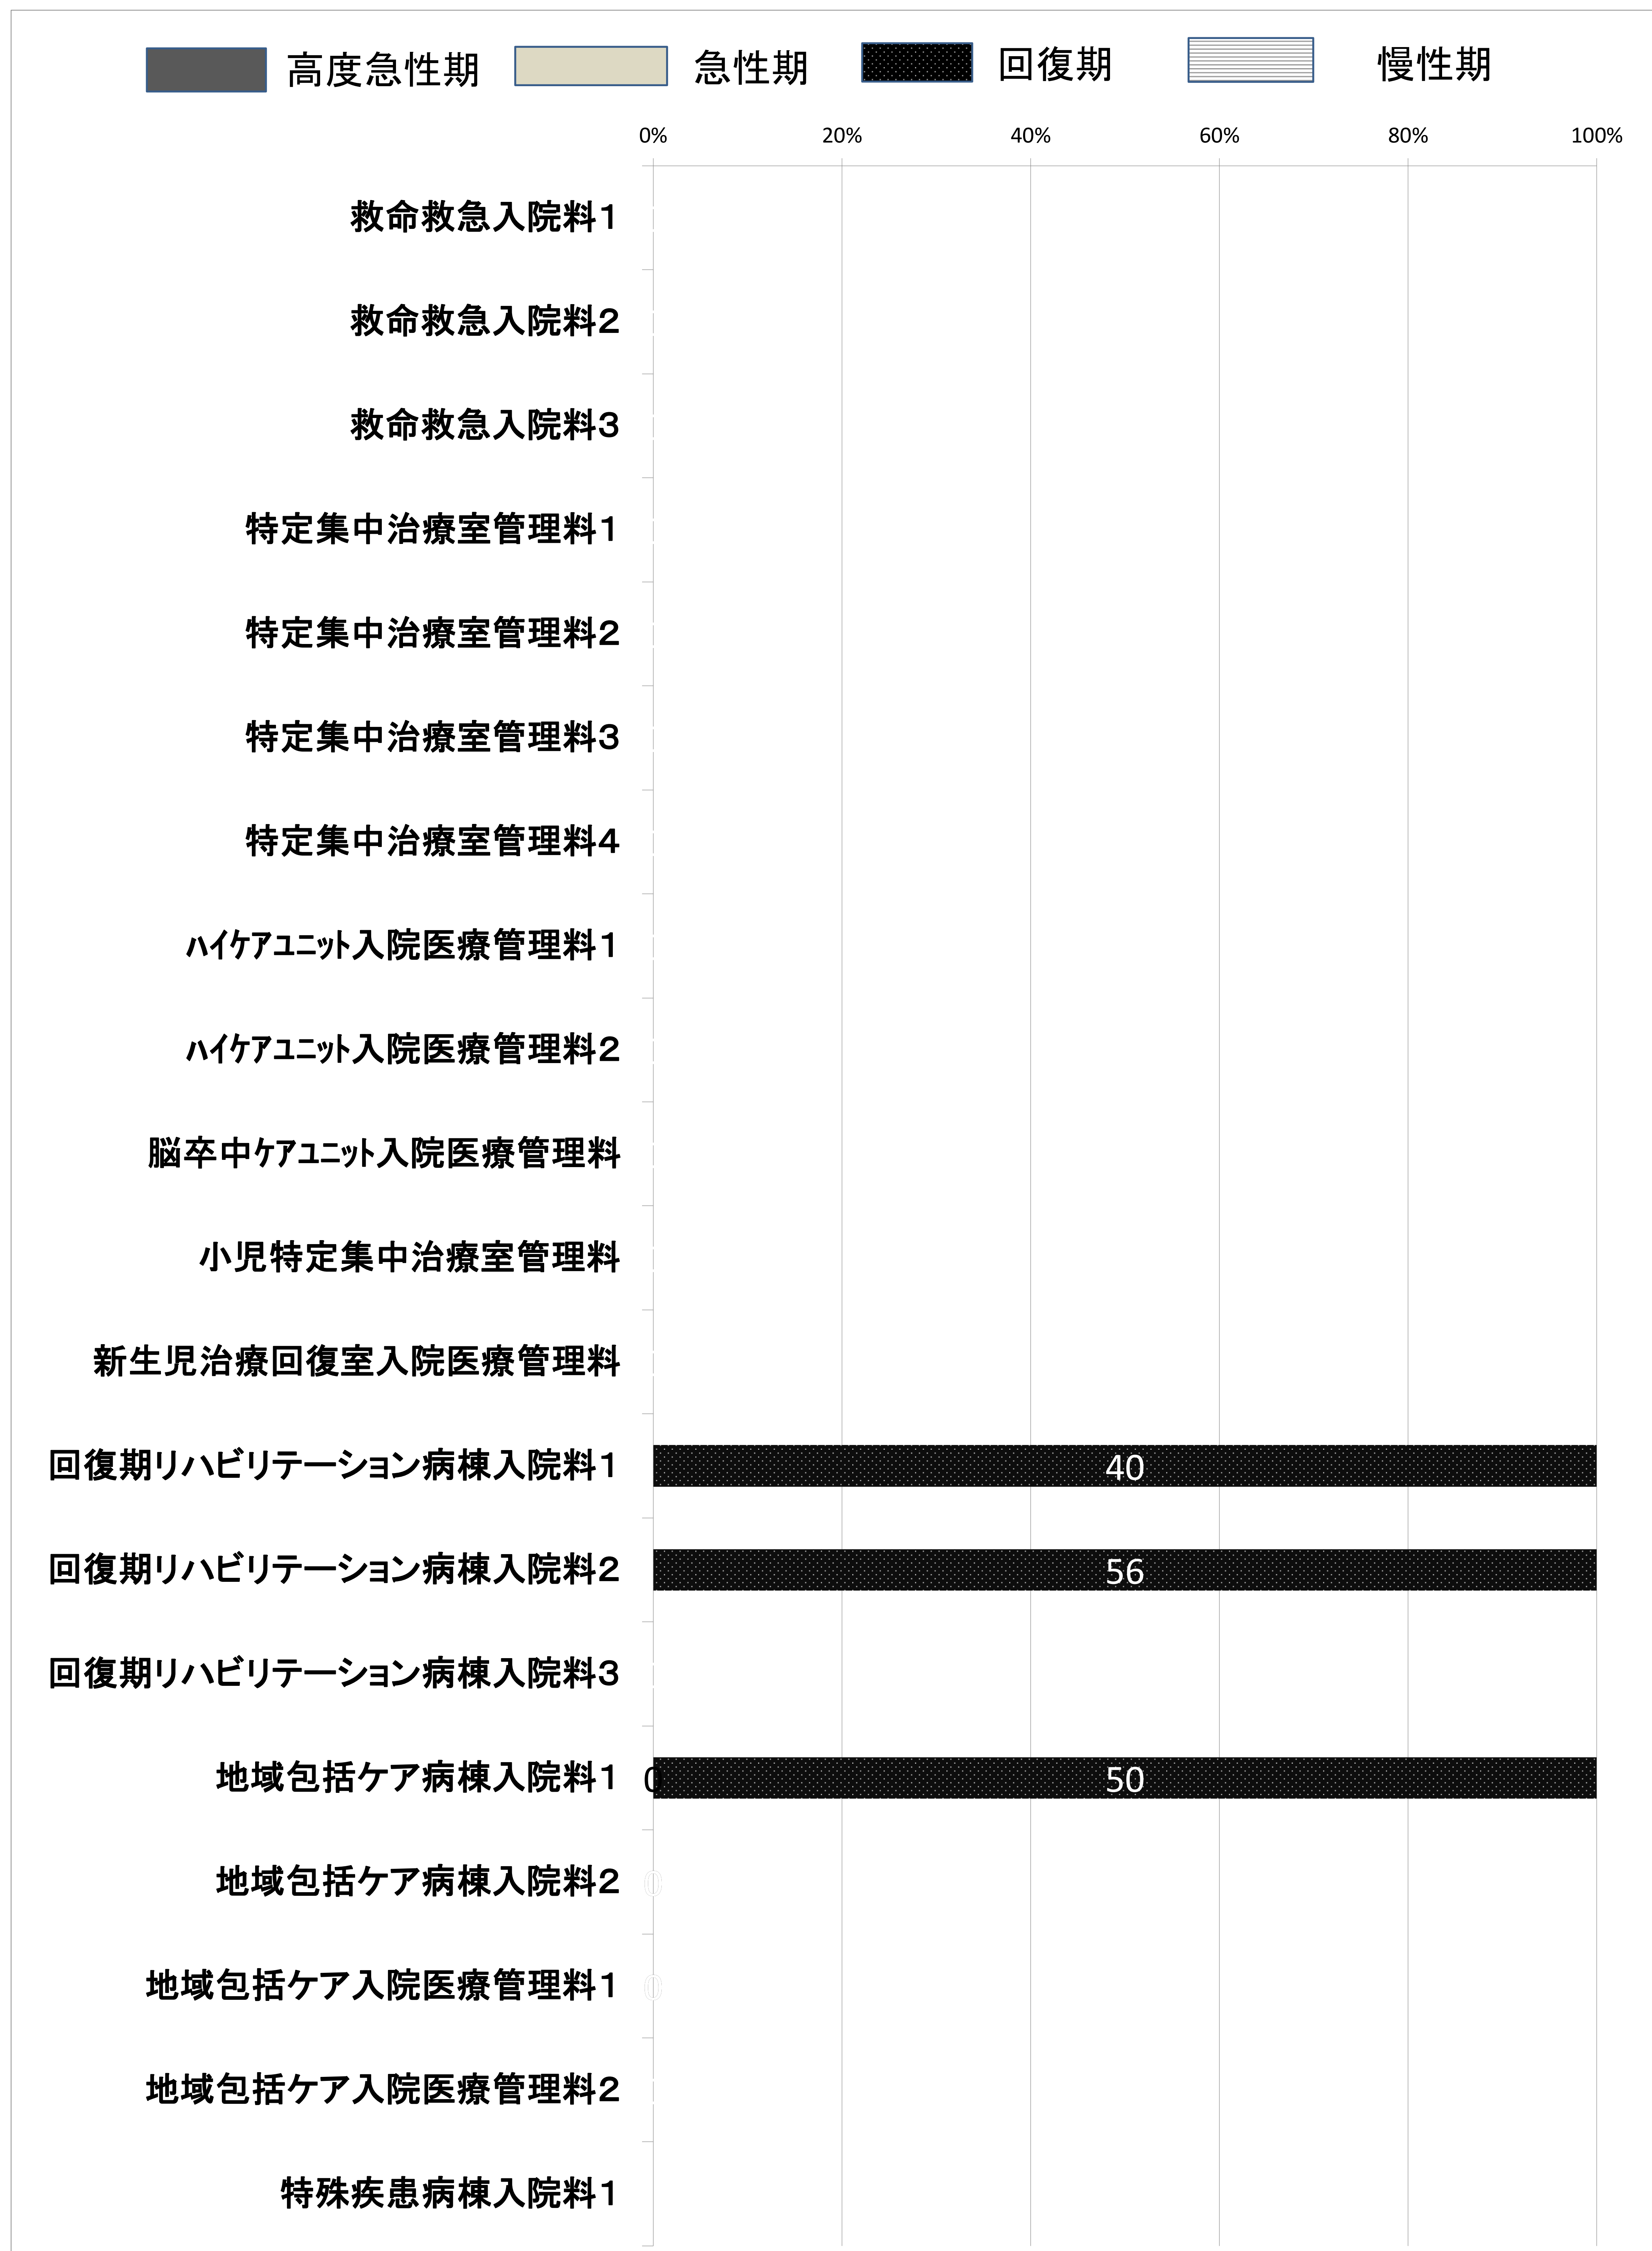 高度急性期 急性期 回復期 慢性期
0% 20% 40% 60% 80% 100%
救命救急入院料１
救命救急入院料２
救命救急入院料３
特定集中治療室管理料１
特定集中治療室管理料２
特定集中治療室管理料３
特定集中治療室管理料４
ﾊｲｹｱﾕﾆｯﾄ入院医療管理料１
ﾊｲｹｱﾕﾆｯﾄ入院医療管理料２
脳卒中ｹｱﾕﾆｯﾄ入院医療管理料
小児特定集中治療室管理料
新生児治療回復室入院医療管理料
回復期リハビリテーション病棟入院料１ 40
回復期リハビリテーション病棟入院料２ 56
回復期リハビリテーション病棟入院料３
地域包括ケア病棟入院料１ 0 50
地域包括ケア病棟入院料２ 0
地域包括ケア入院医療管理料１ 0
地域包括ケア入院医療管理料２
特殊疾患病棟入院料１